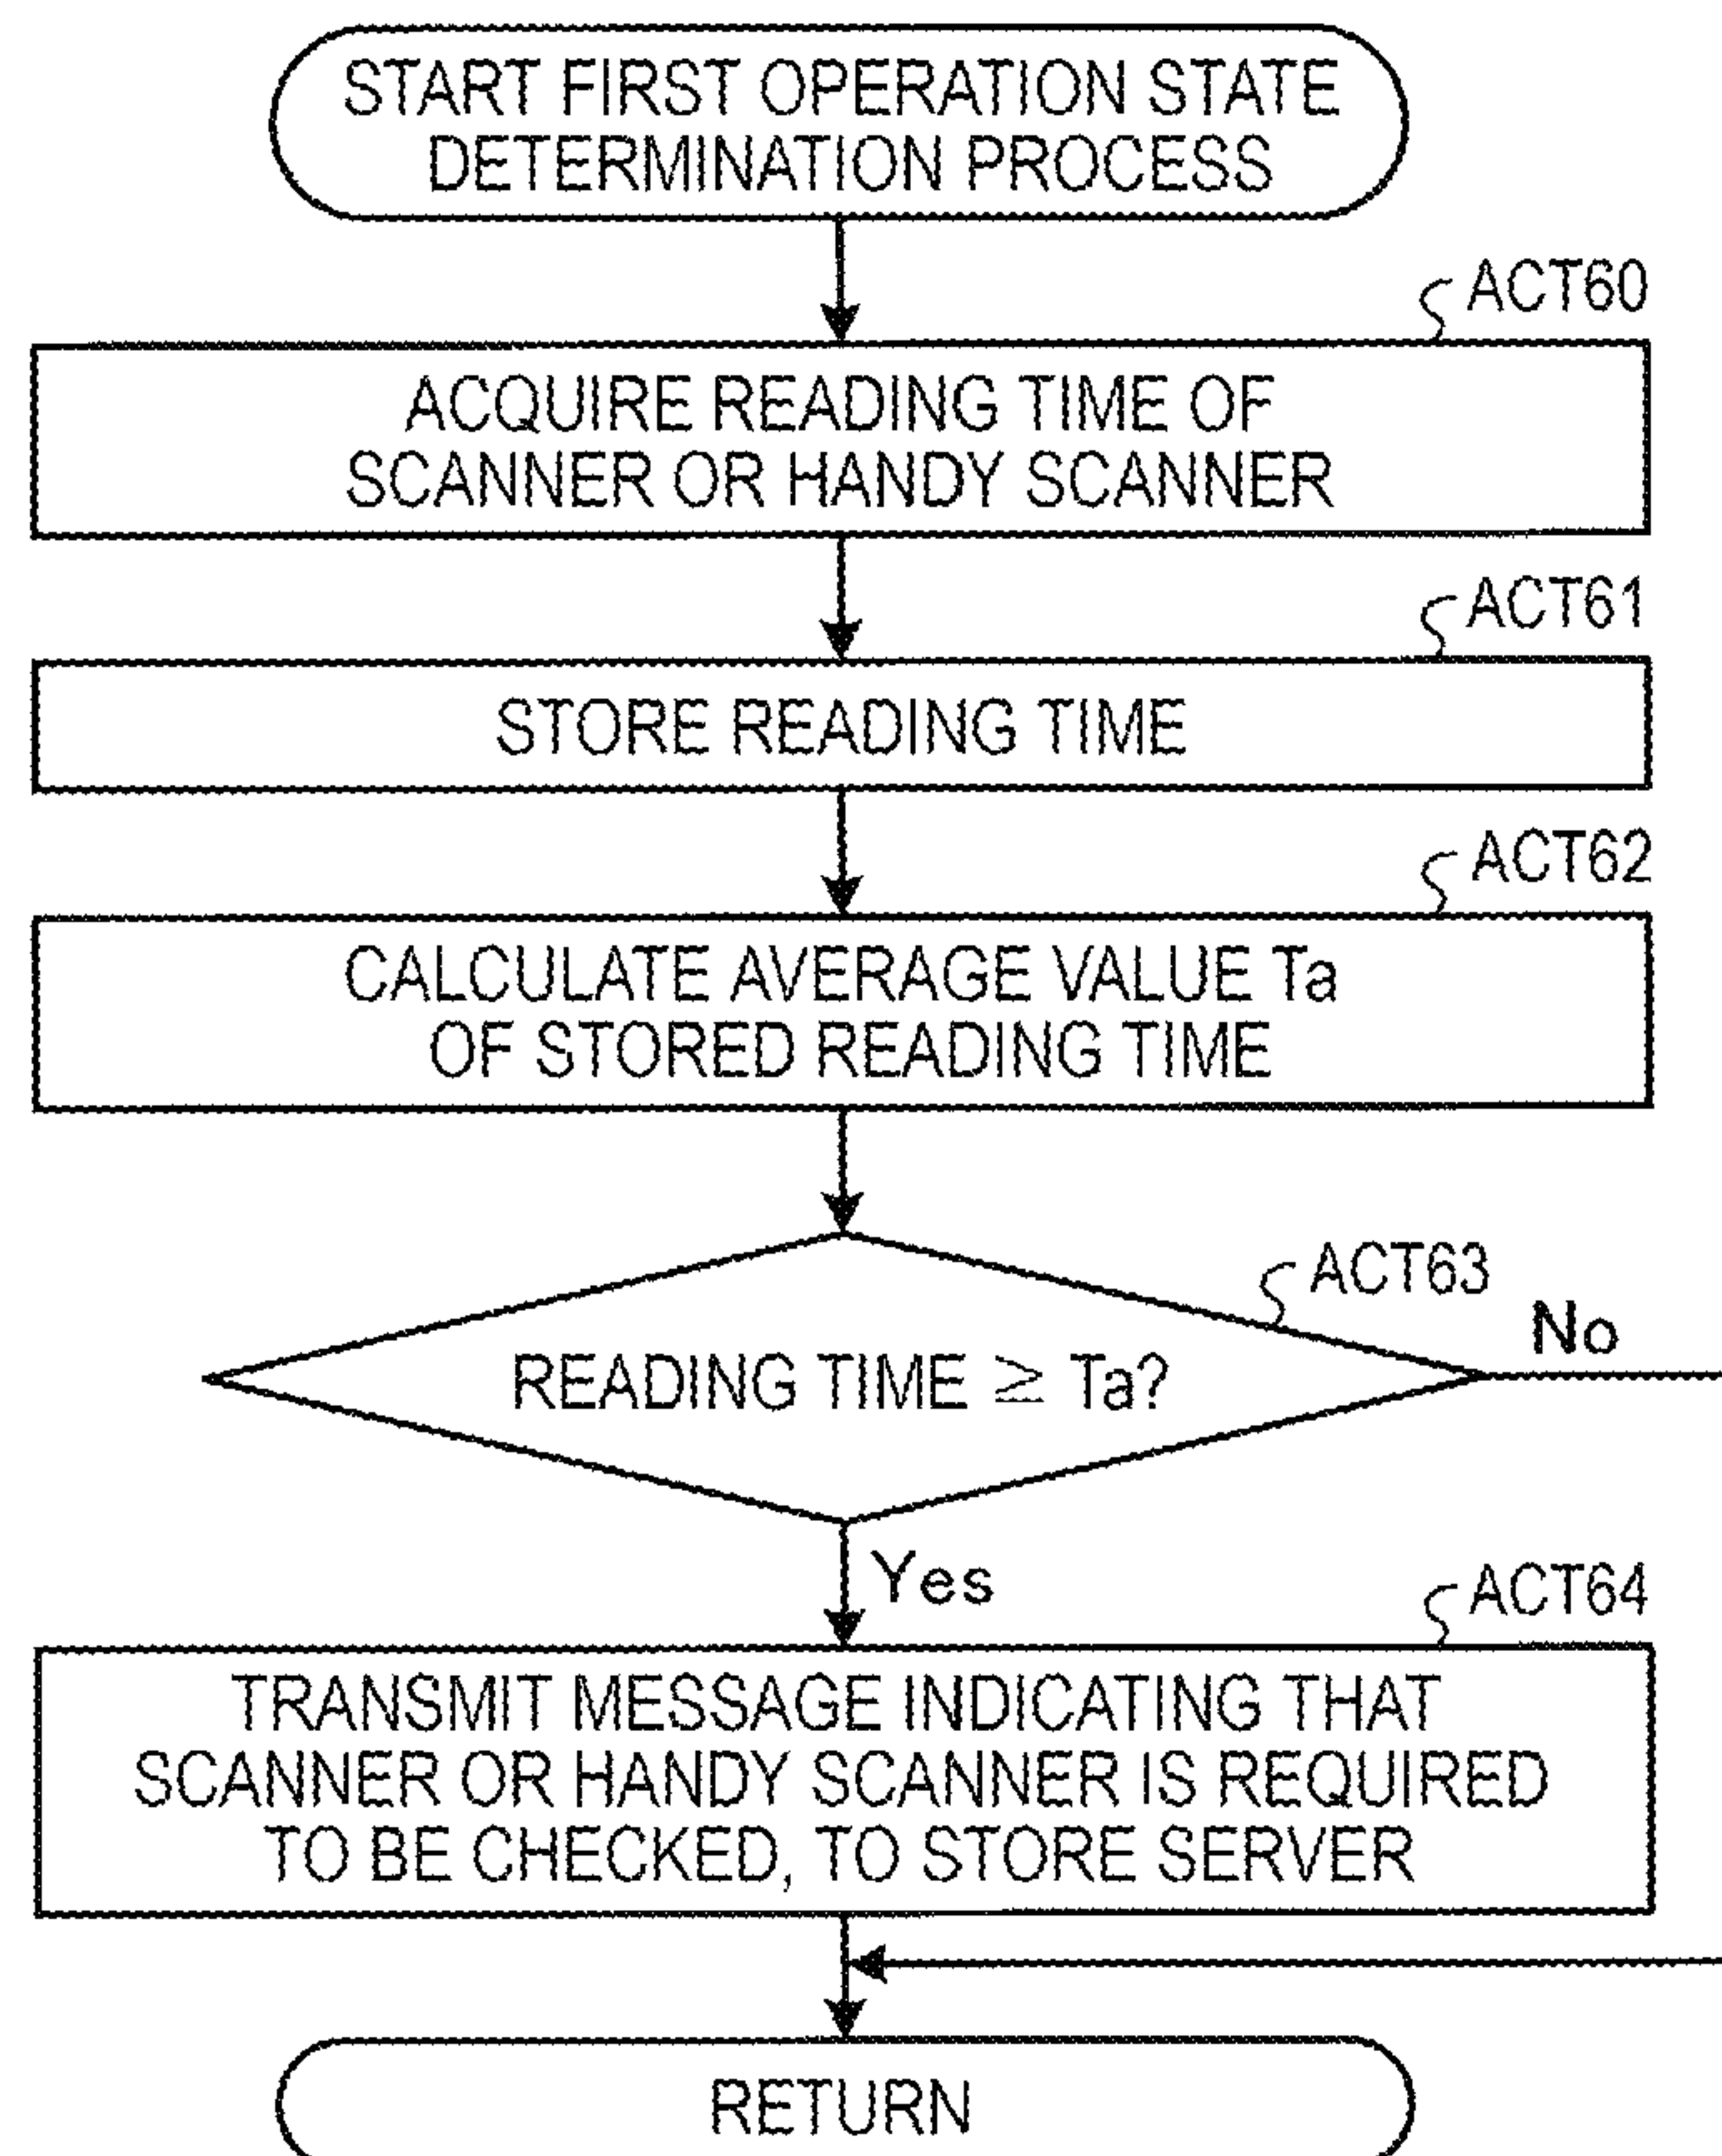 START FIRST OPERATION STATE
DETERMINATION PROCESS
ACT60
ACQUIRE READING TIME OF
SCANNER OR HANDY SCANNER
ACT61
STORE READING TIME
ACT62
CALCULATE AVERAGE VALUE Ta
OF STORED READING TIME
ACT63
No
READING TIME ≧ Ta?
Yes
ACT64
TRANSMIT MESSAGE INDICATING THAT
SCANNER OR HANDY SCANNER IS REQUIRED
TO BE CHECKED, TO STORE SERVER
RETURN